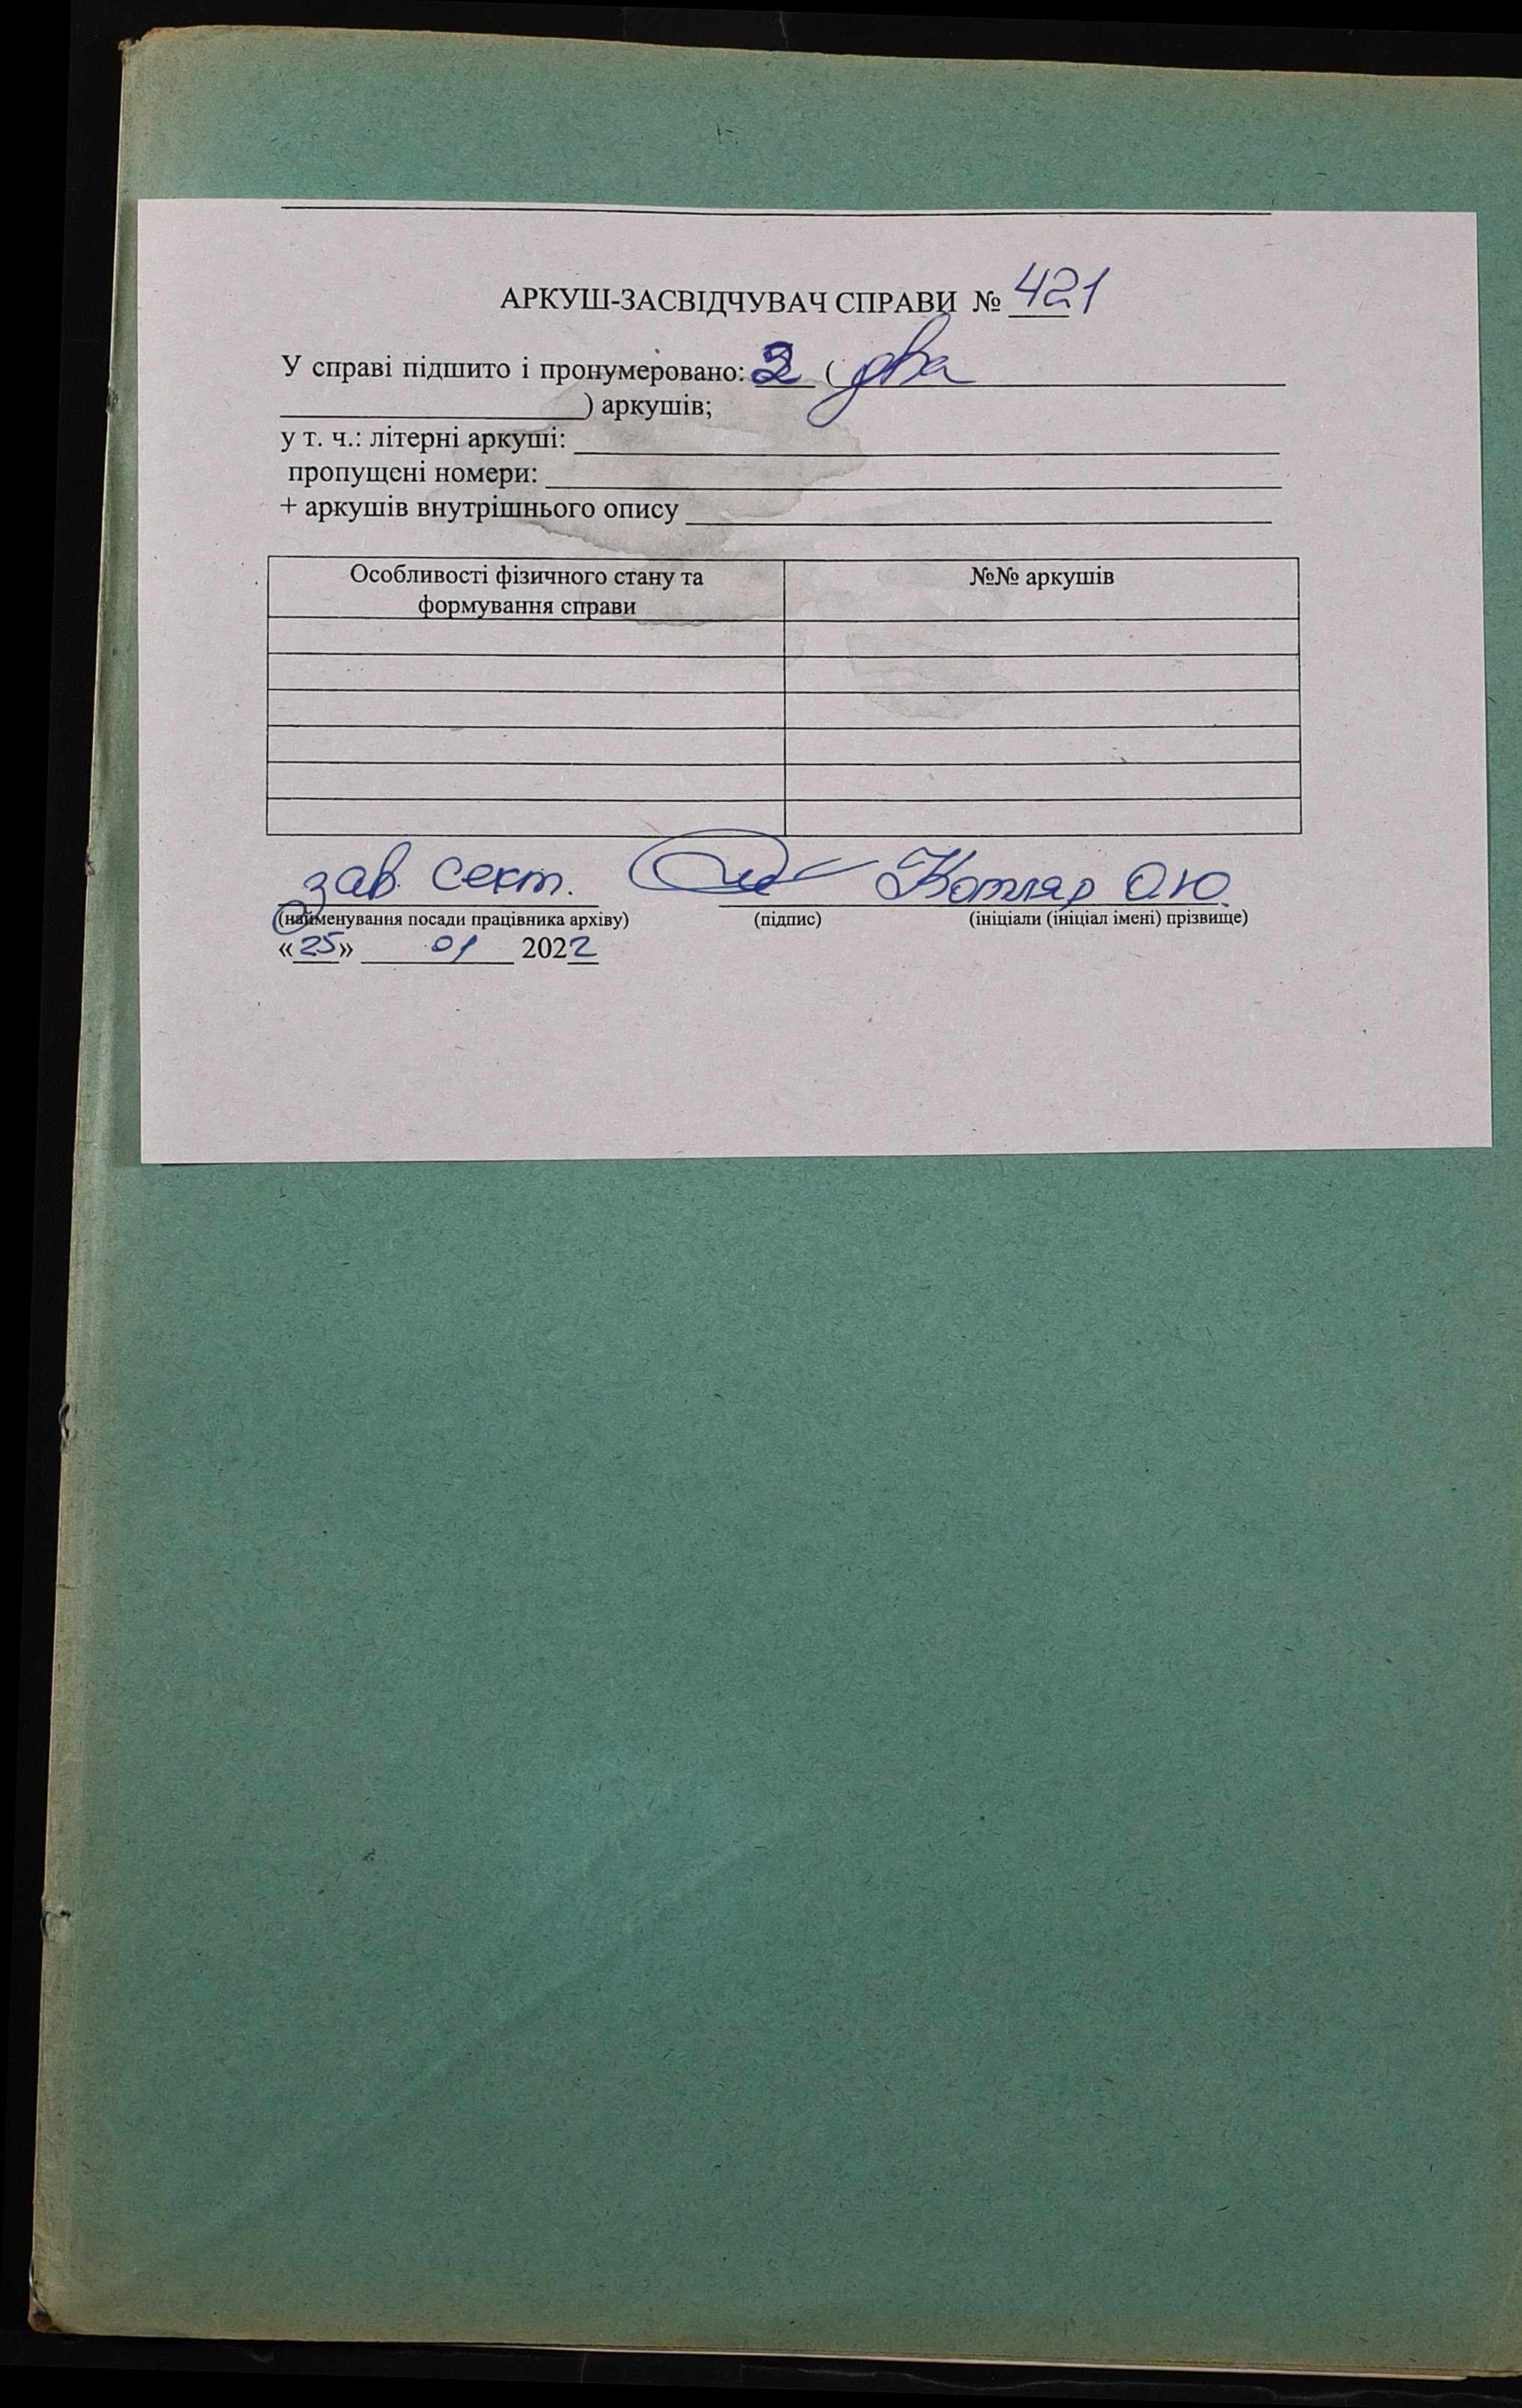 АРКУШ-ЗАСВІДЧУВАЧ СПРАВИ № 421
У справі підшито і пронумеровано: 2 ( два
) аркушів;
у т. ч.: літерні аркуші:
пропущені номери:
+ аркушів внутрішнього опису
Особливості фізичного стану та
формування справи
№№ аркушів
зав. сект. Котляр О.Ю.
(найменування посади працівника архіву) (підпис) (ініціали (ініціал імені) прізвище)
«25» 01 2022